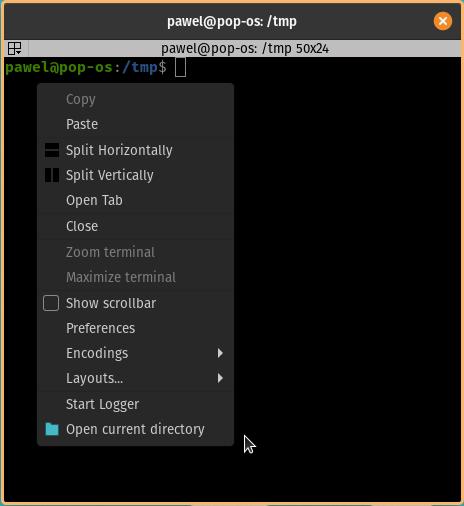 pawel@pop-os: /tmp
pawel@pop-os: /tmp 50x24
pawel@pop-os:/tmp$
Copy
Paste
Split Horizontally
Split Vertically
Open Tab
Close
Zoom terminal
Maximize terminal
Show scrollbar
Preferences
Encodings
Layouts...
Start Logger
Open current directory